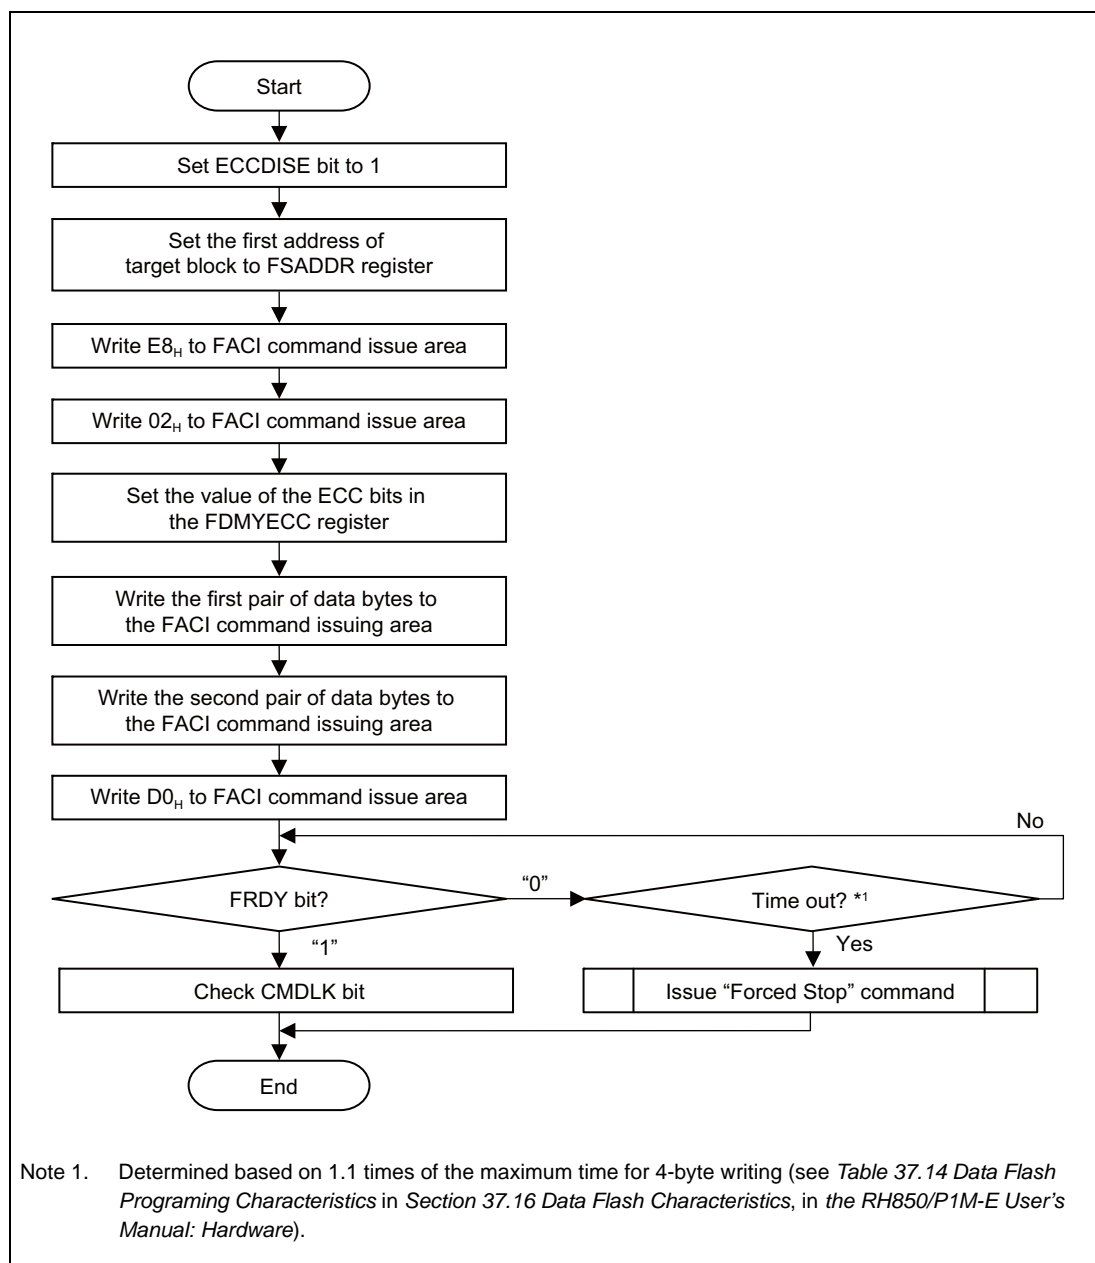 Start
Set ECCDISE bit to 1
Set the first address of
target block to FSADDR register
Write E8H to FACI command issue area
Write 02H to FACI command issue area
Set the value of the ECC bits in
the FDMYECC register
Write the first pair of data bytes to
the FACI command issuing area
Write the second pair of data bytes to
the FACI command issuing area
Write D0H to FACI command issue area
No
FRDY bit?
“0”
Time out? *1
“1”
Yes
Check CMDLK bit
Issue “Forced Stop” command
End
Note 1. Determined based on 1.1 times of the maximum time for 4-byte writing (see Table 37.14 Data Flash
Programing Characteristics in Section 37.16 Data Flash Characteristics, in the RH850/P1M-E User's
Manual: Hardware).